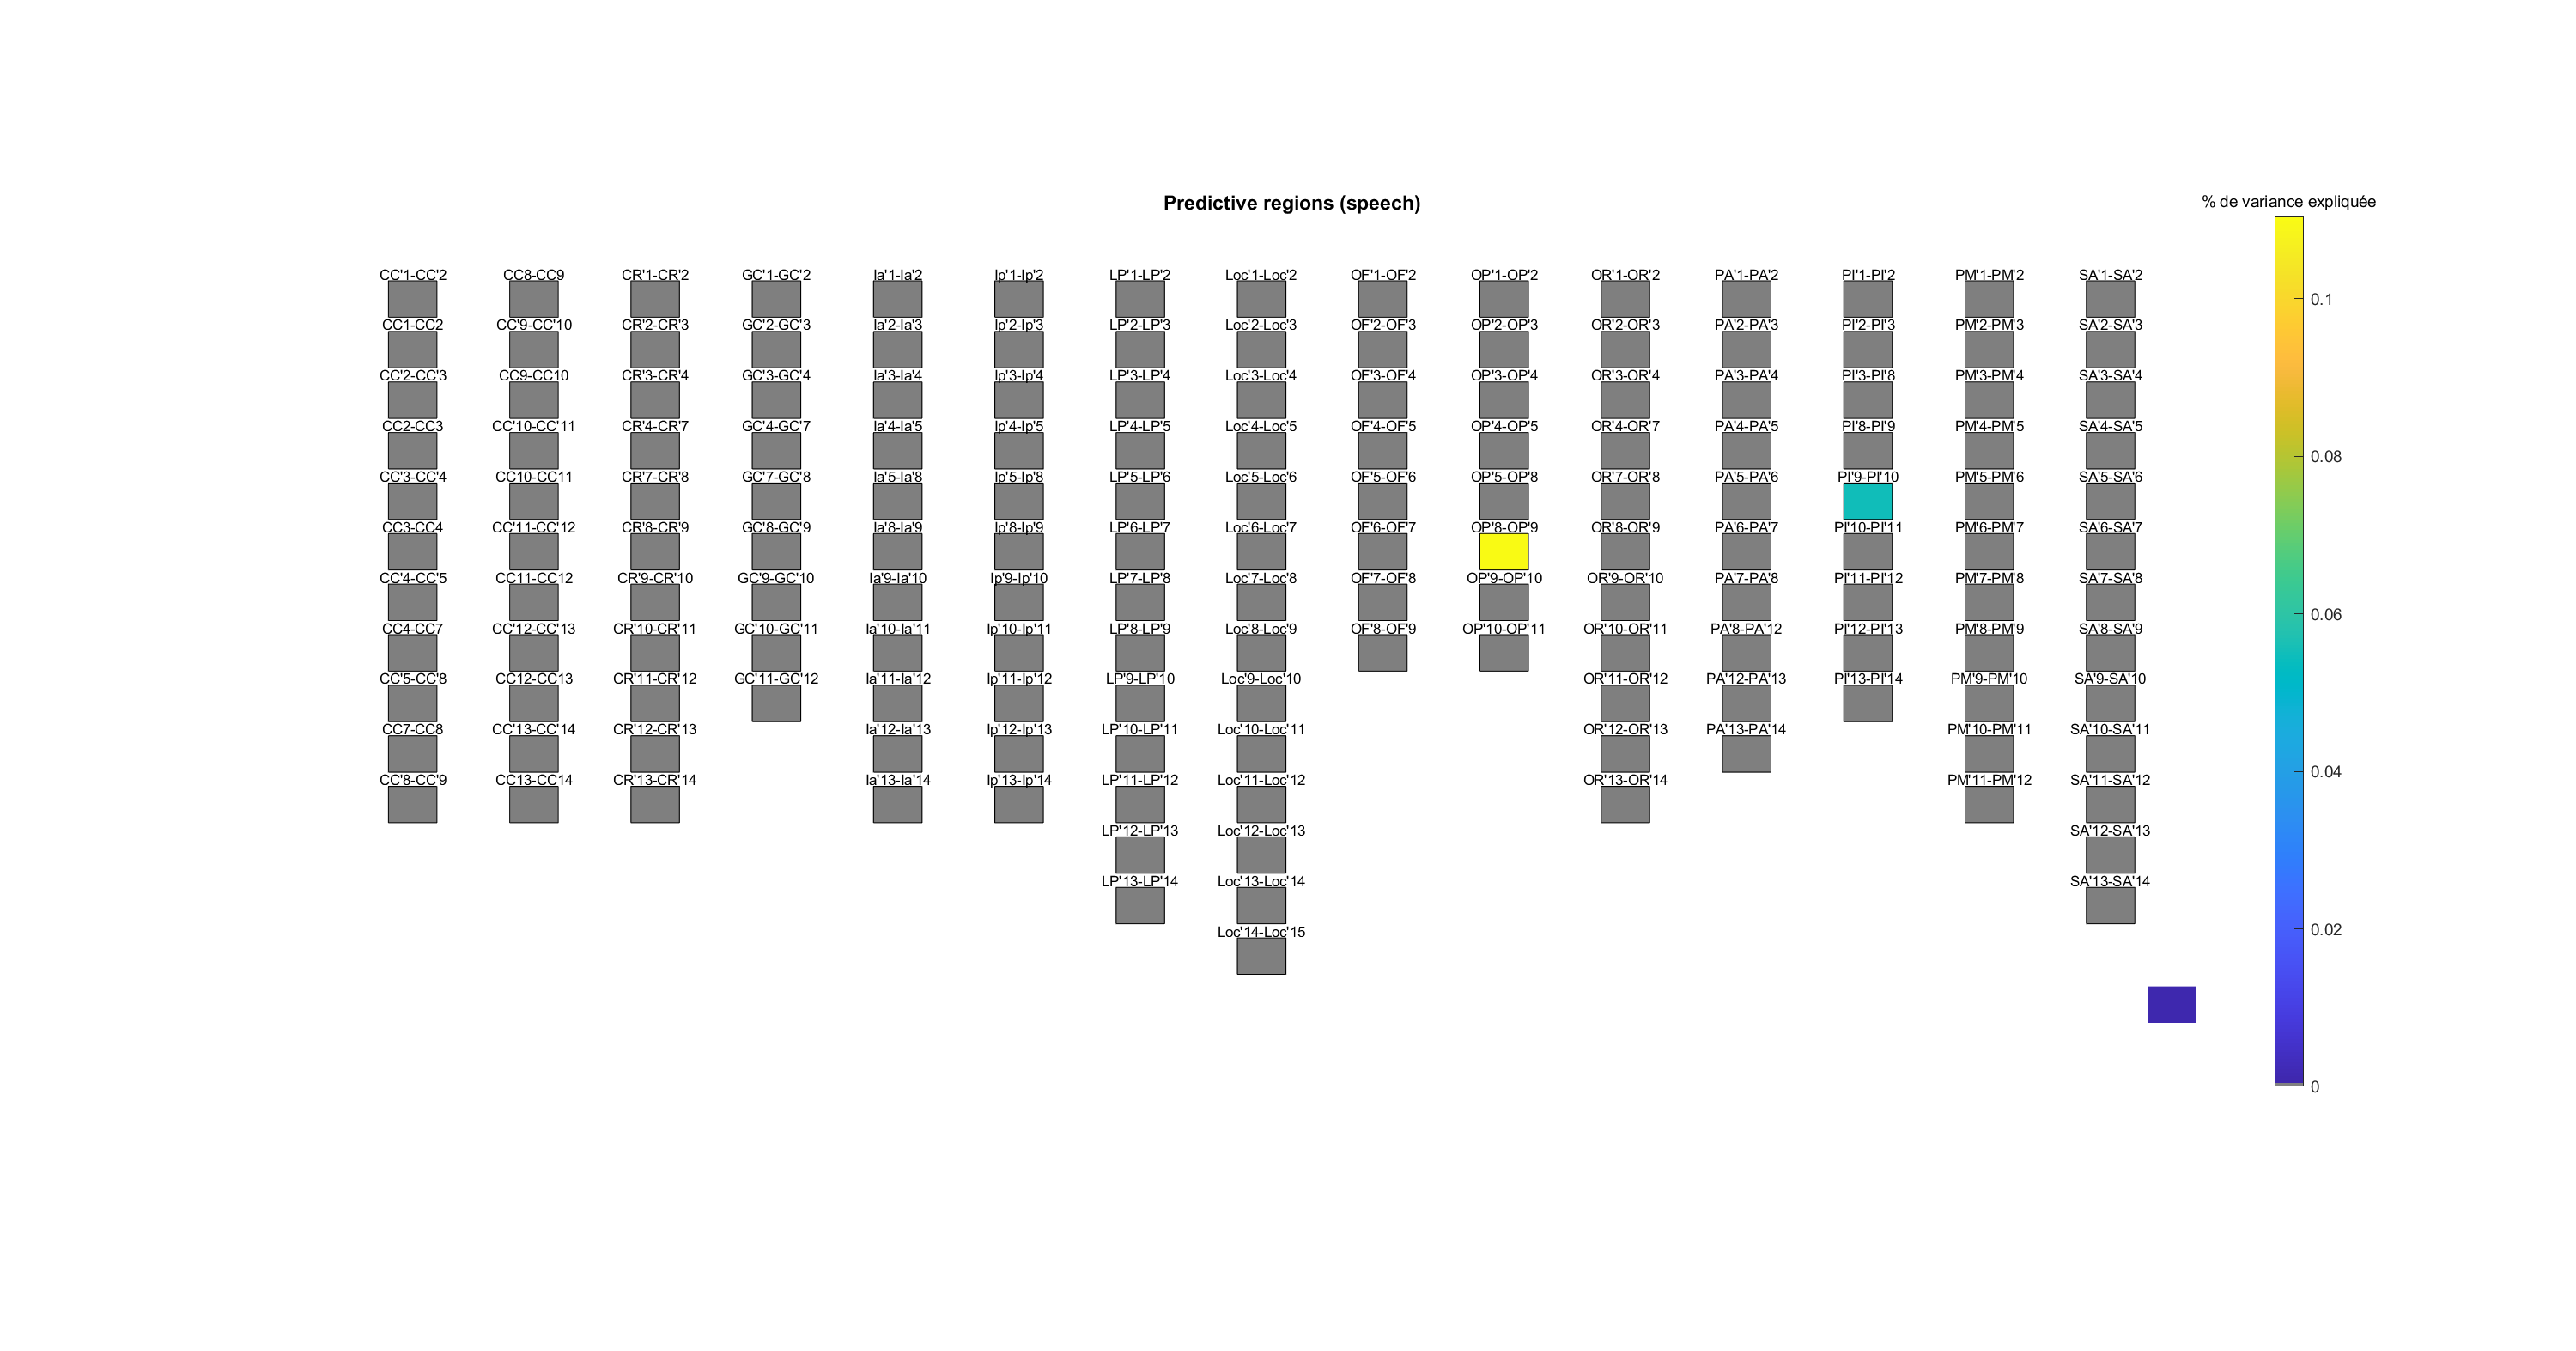 Predictive regions (speech)
% de variance expliquée
CC'1-CC'2 CC8-CC9 CR'1-CR'2 GC'1-GC'2 Ia'1-Ia'2 Ip'1-Ip'2 LP'1-LP'2 Loc'1-Loc'2 OF'1-OF'2 OP'1-OP'2 OR'1-OR'2 PA'1-PA'2 PI'1-PI'2 PM'1-PM'2 SA'1-SA'2
0.1
CC1-CC2 CC'9-CC'10 CR'2-CR'3 GC'2-GC'3 Ia'2-Ia'3 Ip'2-Ip'3 LP'2-LP'3 Loc'2-Loc'3 OF'2-OF'3 OP'2-OP'3 OR'2-OR'3 PA'2-PA'3 PI'2-PI'3 PM'2-PM'3 SA'2-SA'3
CC'2-CC'3 CC9-CC10 CR'3-CR'4 GC'3-GC'4 Ia'3-Ia'4 Ip'3-Ip'4 LP'3-LP'4 Loc'3-Loc'4 OF'3-OF'4 OP'3-OP'4 OR'3-OR'4 PA'3-PA'4 PI'3-PI'8 PM'3-PM'4 SA'3-SA'4
CC2-CC3 CC'10-CC'11 CR'4-CR'7 GC'4-GC'7 Ia'4-Ia'5 Ip'4-Ip'5 LP'4-LP'5 Loc'4-Loc'5 OF'4-OF'5 OP'4-OP'5 OR'4-OR'7 PA'4-PA'5 PI'8-PI'9 PM'4-PM'5 SA'4-SA'5
0.08
CC'3-CC'4 CC10-CC11 CR'7-CR'8 GC'7-GC'8 Ia'5-Ia'8 Ip'5-Ip'8 LP'5-LP'6 Loc'5-Loc'6 OF'5-OF'6 OP'5-OP'8 OR'7-OR'8 PA'5-PA'6 PI'9-PI'10 PM'5-PM'6 SA'5-SA'6
CC3-CC4 CC'11-CC'12 CR'8-CR'9 GC'8-GC'9 Ia'8-Ia'9 Ip'8-Ip'9 LP'6-LP'7 Loc'6-Loc'7 OF'6-OF'7 OP'8-OP'9 OR'8-OR'9 PA'6-PA'7 PI'10-PI'11 PM'6-PM'7 SA'6-SA'7
CC'4-CC'5 CC11-CC12 CR'9-CR'10 GC'9-GC'10 Ia'9-Ia'10 Ip'9-Ip'10 LP'7-LP'8 Loc'7-Loc'8 OF'7-OF'8 OP'9-OP'10 OR'9-OR'10 PA'7-PA'8 PI'11-PI'12 PM'7-PM'8 SA'7-SA'8
0.06
CC4-CC7 CC'12-CC'13 CR'10-CR'11 GC'10-GC'11 Ia'10-Ia'11 Ip'10-Ip'11 LP'8-LP'9 Loc'8-Loc'9 OF'8-OF'9 OP'10-OP'11 OR'10-OR'11 PA'8-PA'12 PI'12-PI'13 PM'8-PM'9 SA'8-SA'9
CC'5-CC'8 CC12-CC13 CR'11-CR'12 GC'11-GC'12 Ia'11-Ia'12 Ip'11-Ip'12 LP'9-LP'10 Loc'9-Loc'10 OR'11-OR'12 PA'12-PA'13 PI'13-PI'14 PM'9-PM'10 SA'9-SA'10
CC7-CC8 CC'13-CC'14 CR'12-CR'13 Ia'12-Ia'13 Ip'12-Ip'13 LP'10-LP'11 Loc'10-Loc'11 OR'12-OR'13 PA'13-PA'14 PM'10-PM'11 SA'10-SA'11
0.04
CC'8-CC'9 CC13-CC14 CR'13-CR'14 Ia'13-Ia'14 Ip'13-Ip'14 LP'11-LP'12 Loc'11-Loc'12 OR'13-OR'14 PM'11-PM'12 SA'11-SA'12
LP'12-LP'13 Loc'12-Loc'13 SA'12-SA'13
LP'13-LP'14 Loc'13-Loc'14 SA'13-SA'14
0.02
Loc'14-Loc'15
0